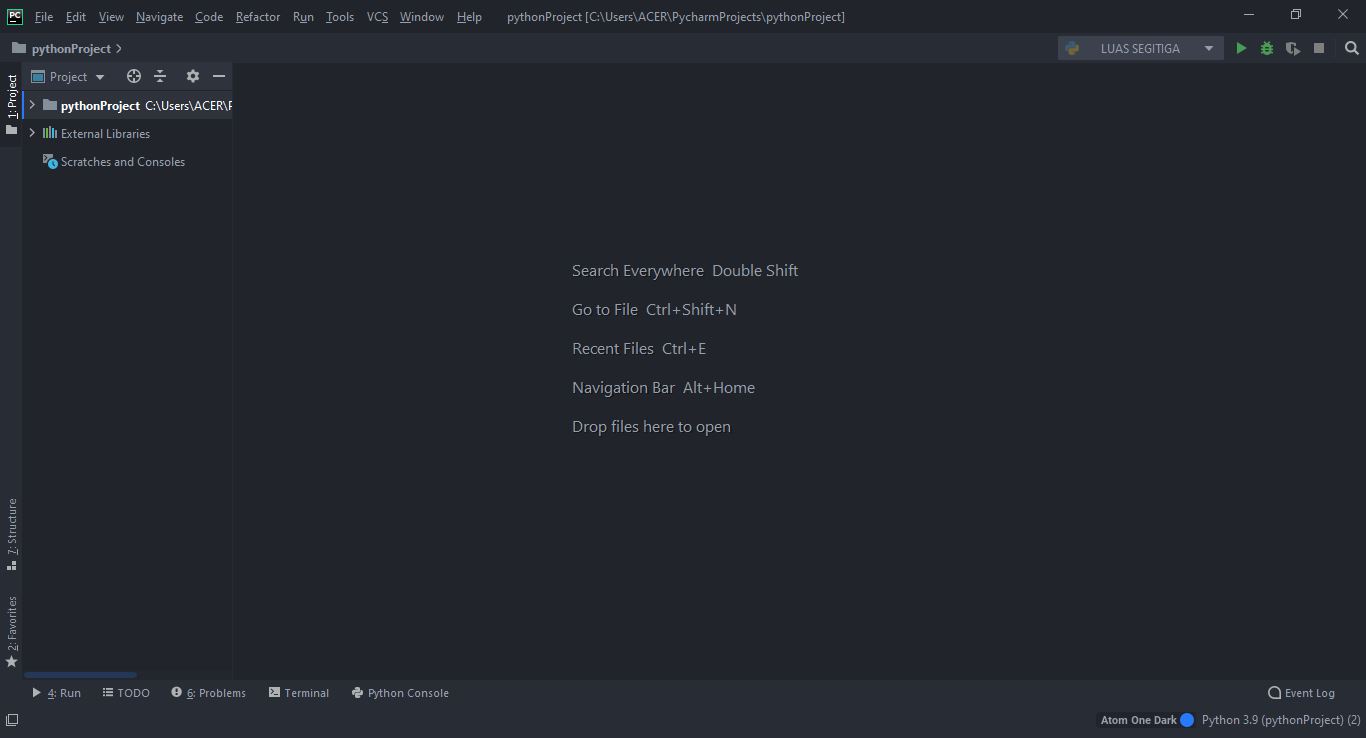 PC File Edit View Navigate Code Refactor Run Tools VCS Window Help pythonProject [C:\Users\ACER\PycharmProjects\pythonProject]
pythonProject
LUAS SEGITIGA
1: Project
Project
pythonProject C:\Users\ACER\P
External Libraries
Scratches and Consoles
Search Everywhere Double Shift
Go to File Ctrl+Shift+N
Recent Files Ctrl+E
Navigation Bar Alt+Home
Drop files here to open
7: Structure
2: Favorites
4: Run TODO 6: Problems Terminal Python Console Event Log
Atom One Dark Python 3.9 (pythonProject) (2)